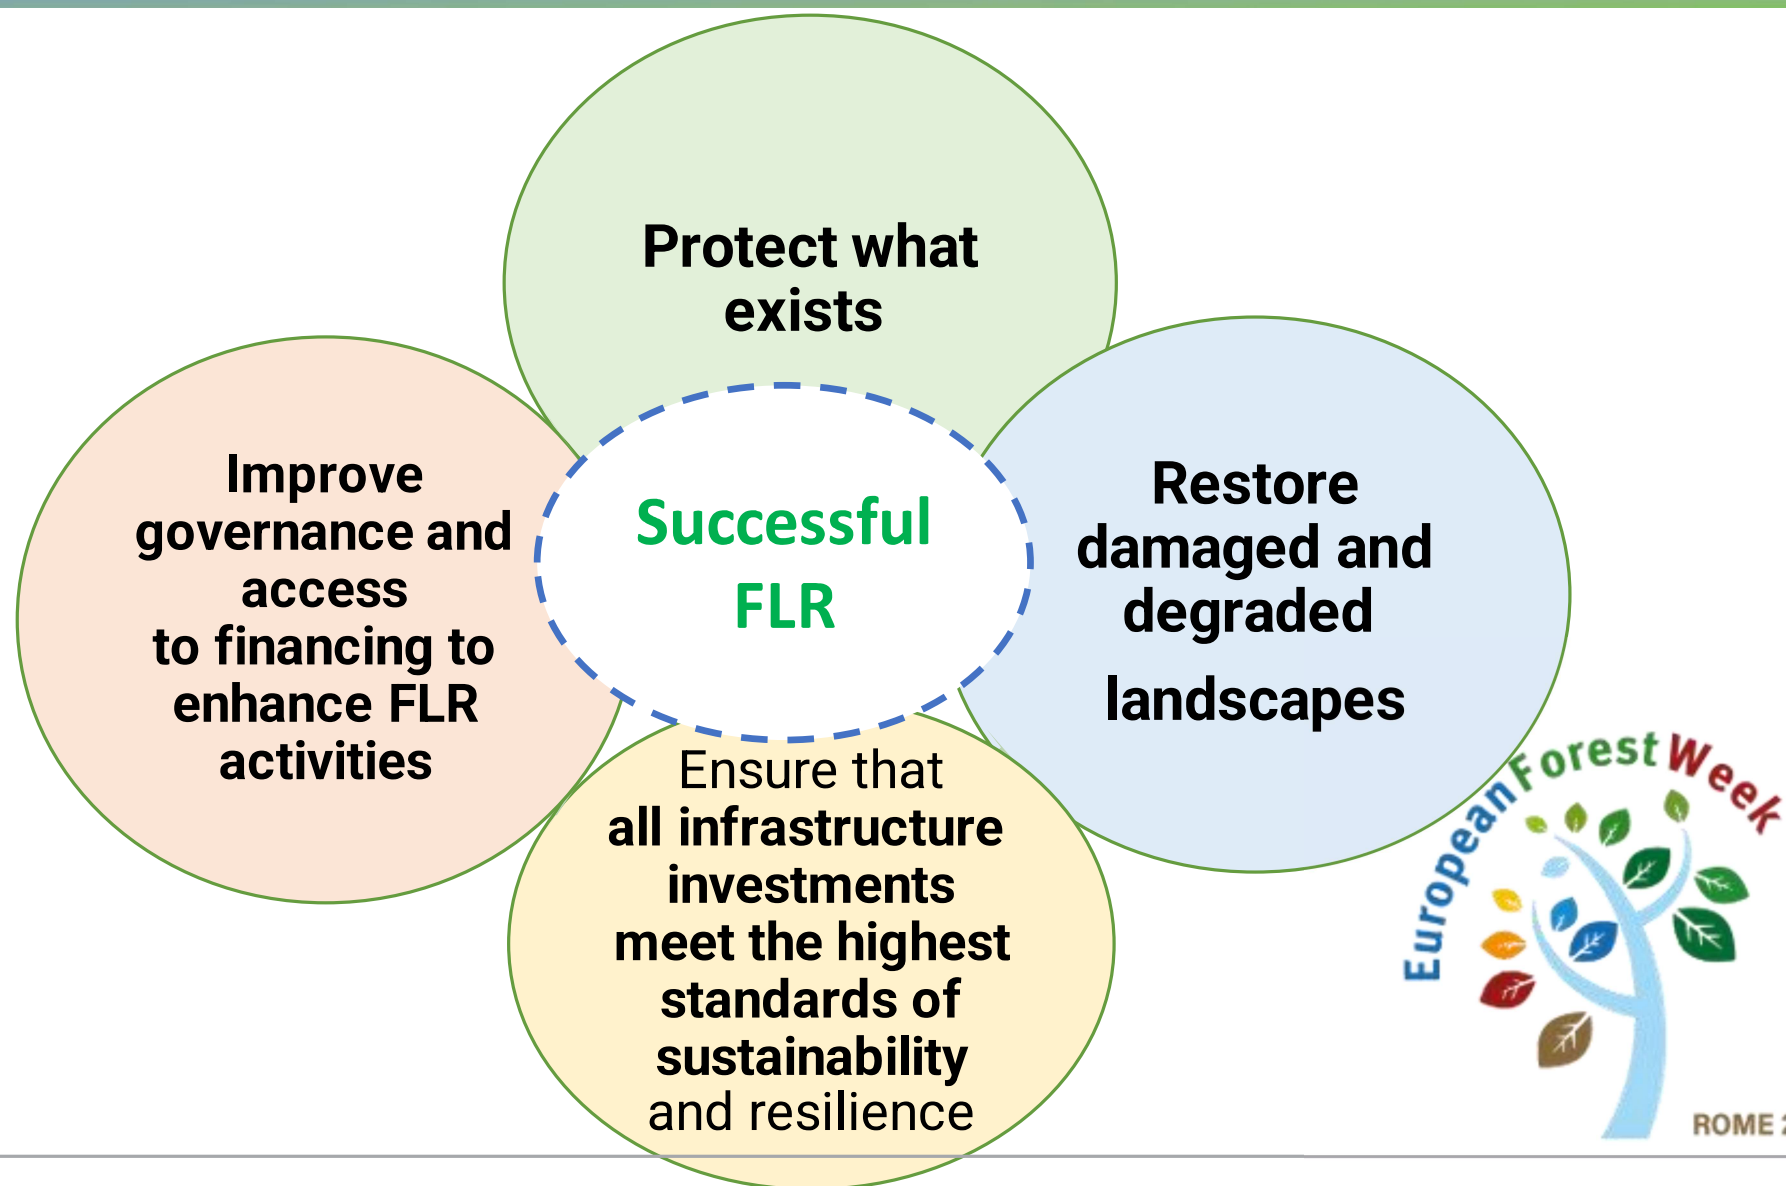 Protect what
exists
Improve
governance and
access
to financing to
enhance FLR
activities
Successful
FLR
Restore
damaged and
degraded
landscapes
Ensure that
all infrastructure
investments
meet the highest
standards of
sustainability
and resilience
European Forest Week
ROME 2